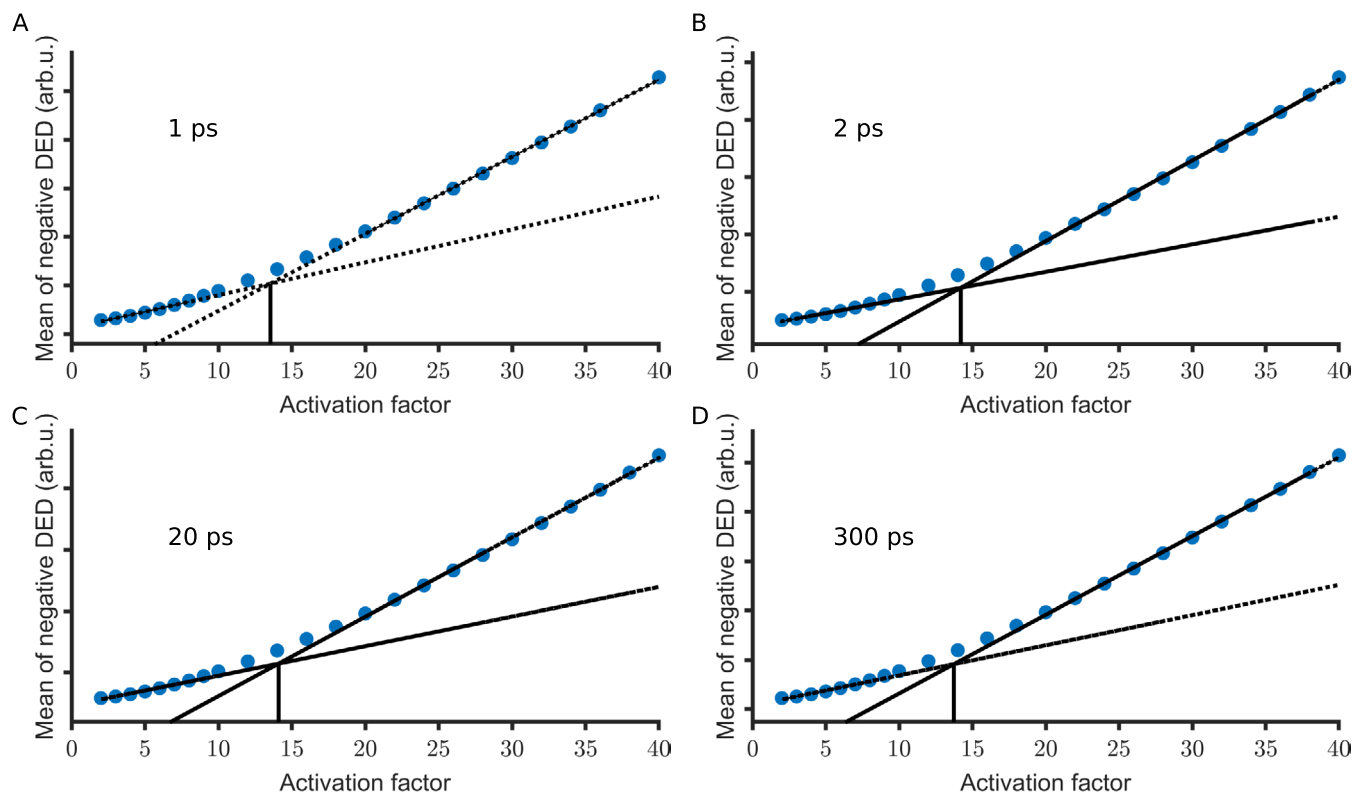 A
Mean of negative DED (arb.u.)
1 ps
0 5 10 15 20 25 30 35 40
Activation factor
B
Mean of negative DED (arb.u.)
2 ps
0 5 10 15 20 25 30 35 40
Activation factor
C
Mean of negative DED (arb.u.)
20 ps
0 5 10 15 20 25 30 35 40
Activation factor
D
Mean of negative DED (arb.u.)
300 ps
0 5 10 15 20 25 30 35 40
Activation factor